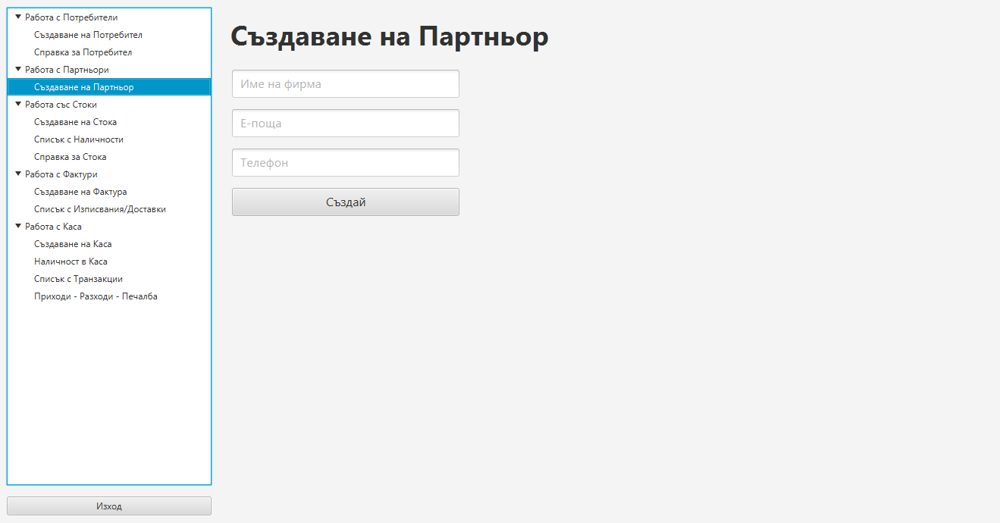 Работа с Потребители
Създаване на Потребител
Справка за Потребител
Работа с Партньори
Създаване на Партньор
Работа със Стоки
Създаване на Стока
Списък с Наличности
Справка за Стока
Работа с Фактури
Създаване на Фактура
Списък с Изписвания/Доставки
Работа с Каса
Създаване на Каса
Наличност в Каса
Списък с Транзакции
Приходи - Разходи - Печалба
Изход
Създаване на Партньор
Име на фирма
Е-поща
Телефон
Създай